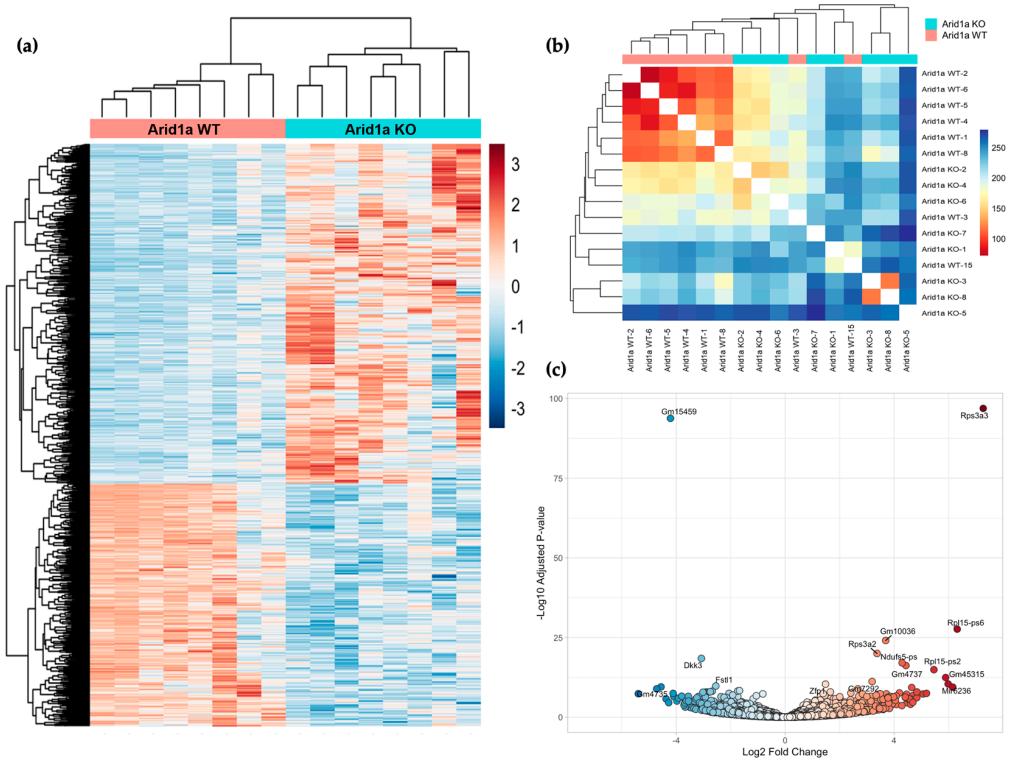 (a)
Arid1a WT
Arid1a KO
3
2
1
0
-1
-2
-3
(b)
Arid1a KO
Arid1a WT
Arid1a WT-2
Arid1a WT-6
Arid1a WT-5
Arid1a WT-4
Arid1a WT-1
Arid1a WT-8
Arid1a KO-2
Arid1a KO-4
Arid1a KO-6
Arid1a WT-3
Arid1a KO-7
Arid1a KO-1
Arid1a WT-15
Arid1a KO-3
Arid1a KO-8
Arid1a KO-5
250
200
150
100
Arid1a WT-2
Arid1a WT-6
Arid1a WT-5
Arid1a WT-4
Arid1a WT-1
Arid1a WT-8
Arid1a KO-2
Arid1a KO-4
Arid1a KO-6
Arid1a WT-3
Arid1a KO-7
Arid1a KO-1
Arid1a WT-15
Arid1a KO-3
Arid1a KO-8
Arid1a KO-5
(c)
-Log10 Adjusted P-value
100
75
50
25
0
Gm15459
Rps3a3
Rpl15-ps6
Gm10036
Rps3a2
Ndufs5-ps
Rpl15-ps2
Dkk3
Gm4737
Gm45315
Fstl1
Zfp1
Gm7292
Mir6236
Gm4735
-4
0
4
Log2 Fold Change